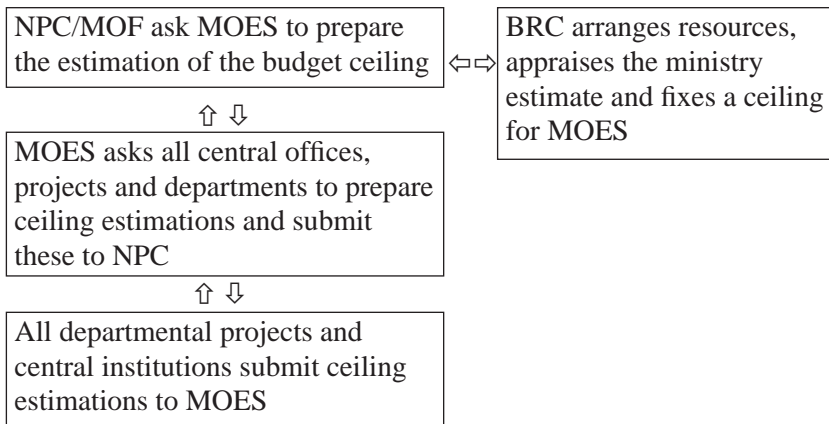 NPC/MOF ask MOES to prepare
the estimation of the budget ceiling
BRC arranges resources,
appraises the ministry
estimate and fixes a ceiling
for MOES
MOES asks all central offices,
projects and departments to prepare
ceiling estimations and submit
these to NPC
All departmental projects and
central institutions submit ceiling
estimations to MOES